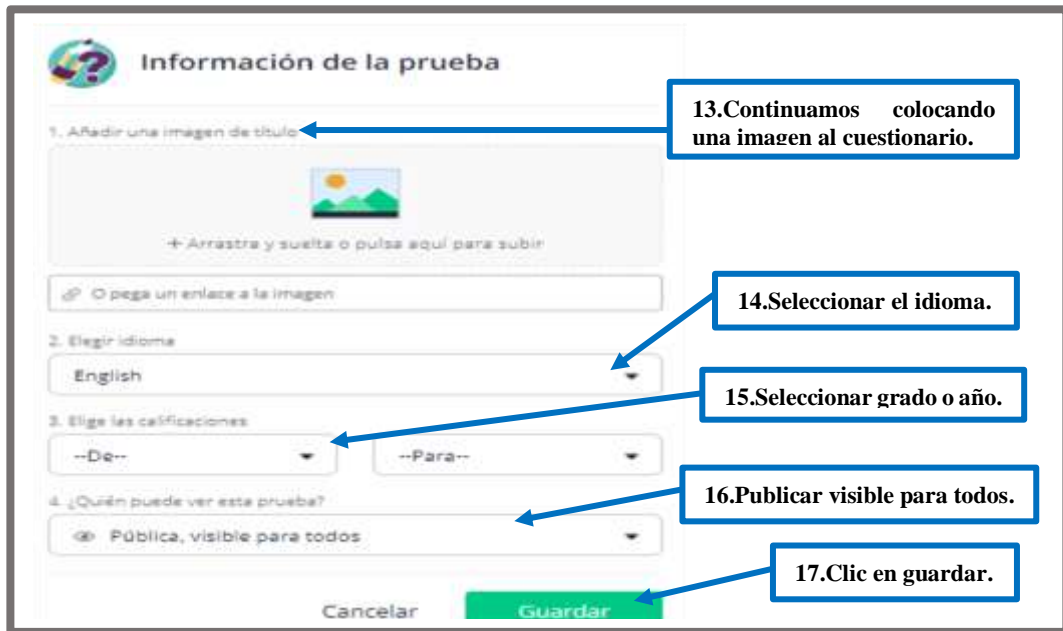 Información de la prueba
13.Continuamos colocando
una imagen al cuestionario.
1. Añadir una imagen de título
+ Arrastra y suelta o pulsa aquí para subir
O pega un enlace a la imagen
14.Seleccionar el idioma.
2. Elegir idioma
English
15.Seleccionar grado o año.
3. Elige las calificaciones
--De--
--Para--
16.Publicar visible para todos.
4. ¿Quién puede ver esta prueba?
Pública, visible para todos
17.Clic en guardar.
Cancelar
Guardar